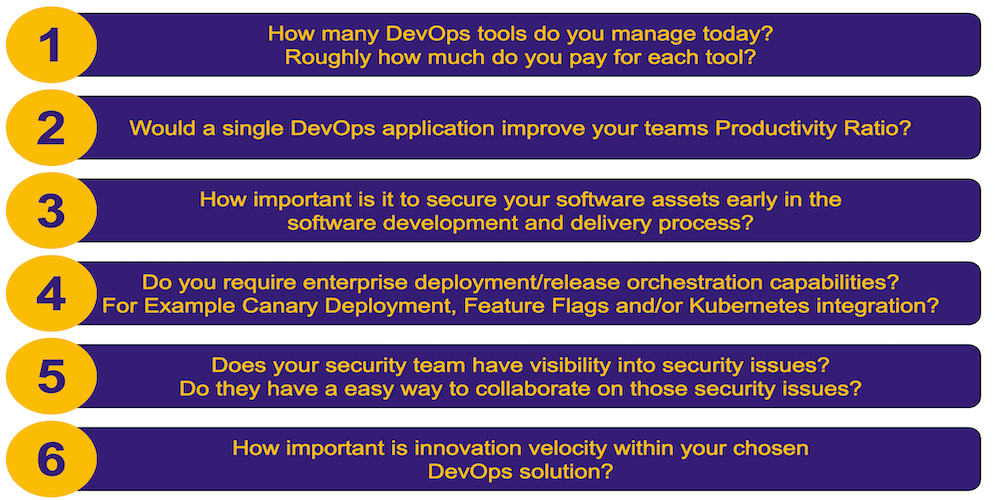 1
How many DevOps tools do you manage today?
Roughly how much do you pay for each tool?
2
Would a single DevOps application improve your teams Productivity Ratio?
3
How important is it to secure your software assets early in the
software development and delivery process?
4
Do you require enterprise deployment/release orchestration capabilities?
For Example Canary Deployment, Feature Flags and/or Kubernetes integration?
5
Does your security team have visibility into security issues?
Do they have a easy way to collaborate on those security issues?
6
How important is innovation velocity within your chosen
DevOps solution?